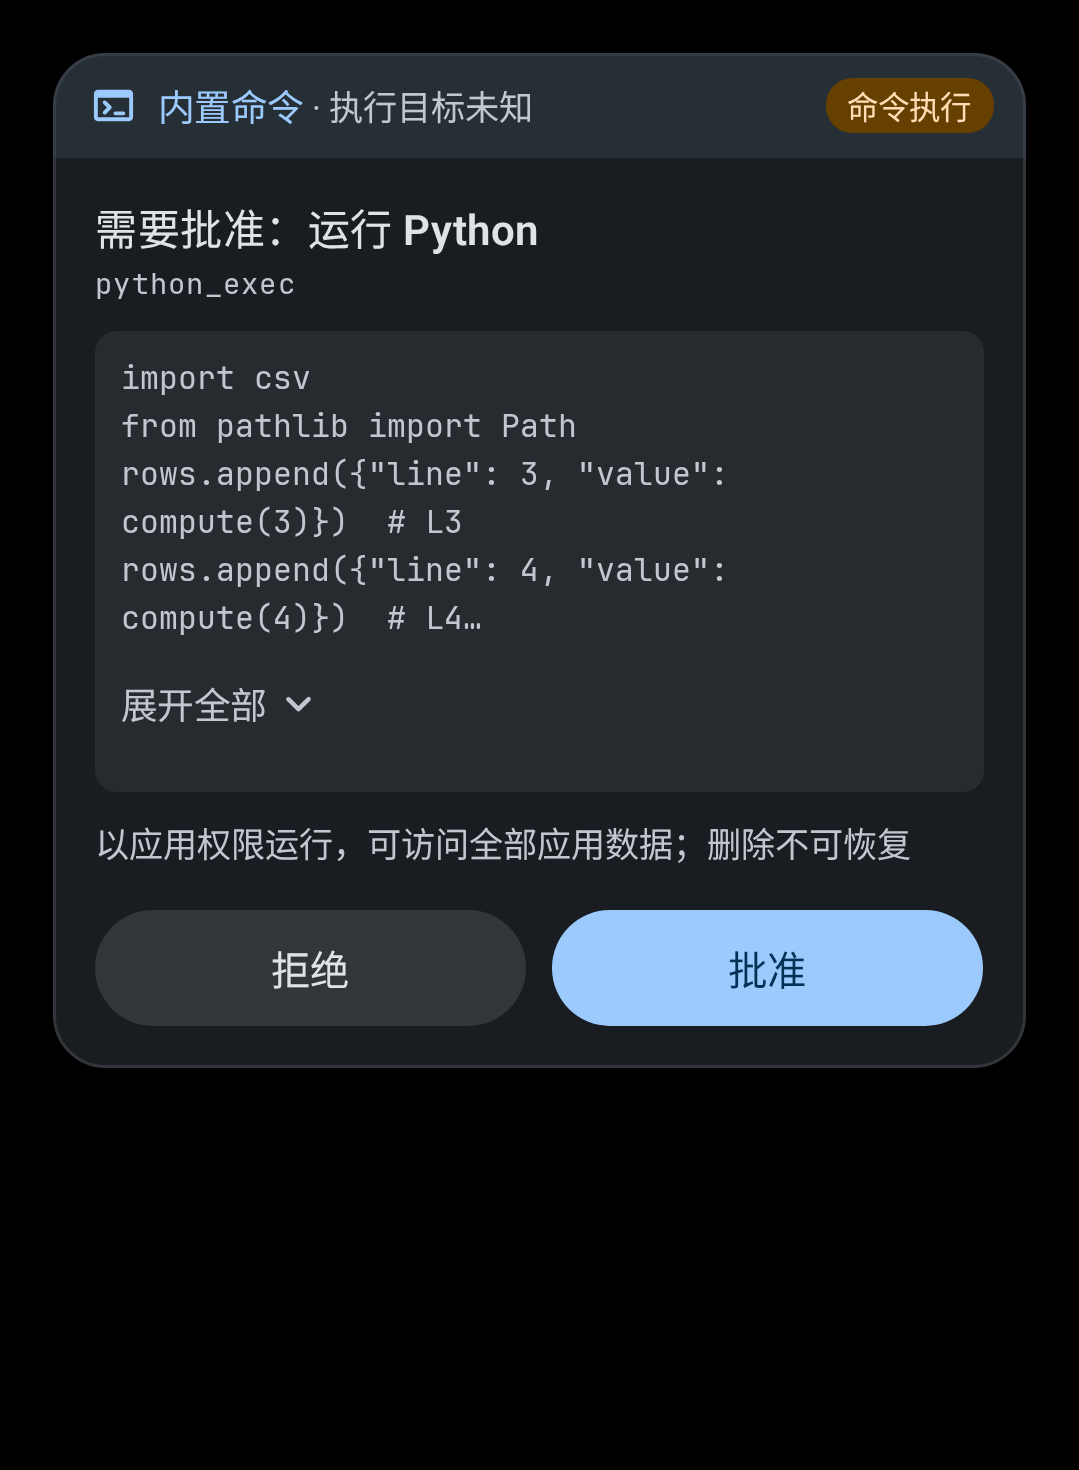 内置命令 · 执行目标未知
命令执行
需要批准：运行 Python
python_exec
import csv
from pathlib import Path
rows.append({"line": 3, "value":
compute(3)})  # L3
rows.append({"line": 4, "value":
compute(4)})  # L4…
展开全部
以应用权限运行，可访问全部应用数据；删除不可恢复
拒绝
批准